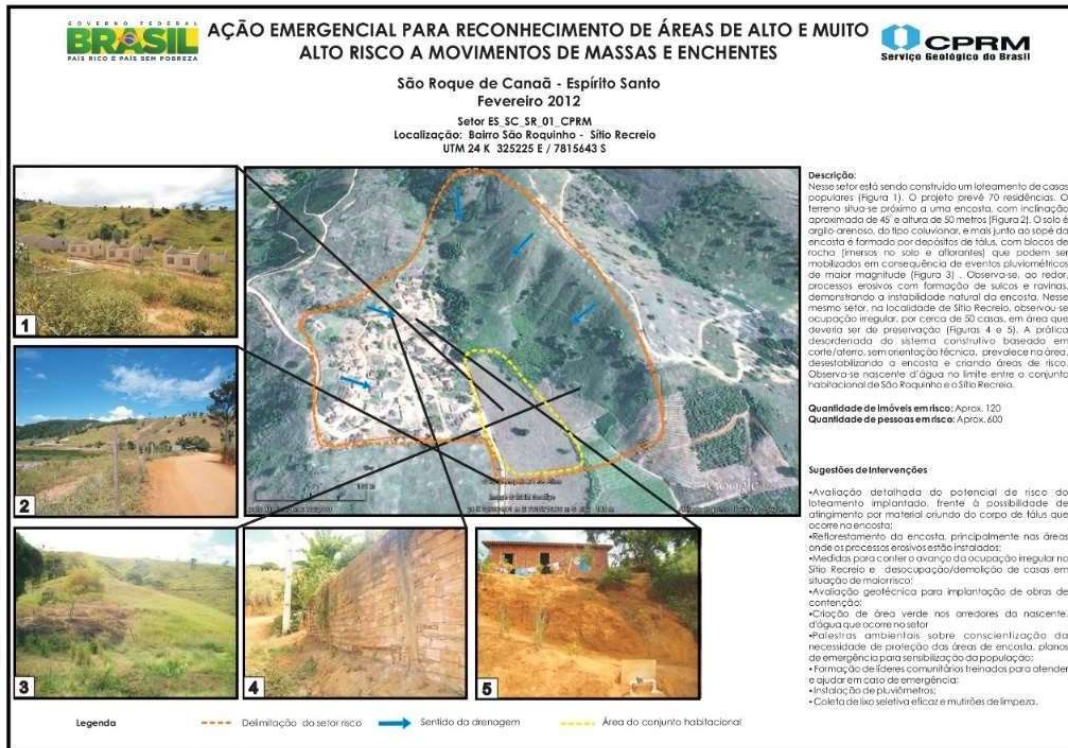 GOVERNO FEDERAL
BRASIL
PAÍS RICO É PAÍS SEM POBREZA
AÇÃO EMERGENCIAL PARA RECONHECIMENTO DE ÁREAS DE ALTO E MUITO
ALTO RISCO A MOVIMENTOS DE MASSAS E ENCHENTES
CPRM
Serviço Geológico do Brasil
São Roque de Canaã - Espírito Santo
Fevereiro 2012
Setor ES_SC_SR_01_CPRM
Localização: Bairro São Roquinho - Sítio Recreio
UTM 24 K 325225 E / 7815643 S
1
2
3
4
5
Google
Descrição:
Nesse setor está sendo construído um loteamento de casas
populares (Figura 1). O projeto prevê 70 residências. O
terreno situa-se próximo a uma encosta, com inclinação
aproximada de 45° e altura de 50 metros (Figura 2). O solo é
argilo-arenoso, do tipo coluvionar, e mais junto ao sopé da
encosta é formado por depósitos de tálus, com blocos de
rocha (imersos no solo e aflorantes) que podem ser
mobilizados em consequência de eventos pluviométricos
de maior magnitude (Figura 3) . Observa-se, ao redor,
processos erosivos com formação de sulcos e ravinas,
demonstrando a instabilidade natural da encosta. Nesse
mesmo setor, na localidade de Sítio Recreio, observou-se
ocupação irregular, por cerca de 50 casas, em área que
deveria ser de preservação (Figuras 4 e 5). A prática
desordenada do sistema construtivo baseado em
corte/aterro, sem orientação técnica, prevalece na área,
desestabilizando a encosta e criando áreas de risco.
Observa-se nascente d'água no limite entre o conjunto
habitacional de São Roquinho e o Sítio Recreio.
Quantidade de imóveis em risco: Aprox. 120
Quantidade de pessoas em risco: Aprox. 600
Sugestões de Intervenções
•Avaliação detalhada do potencial de risco do
loteamento implantado, frente à possibilidade de
atingimento por material oriundo do corpo de tálus que
ocorre na encosta;
•Reflorestamento da encosta, principalmente nas áreas
onde os processos erosivos estão instalados;
•Medidas para conter o avanço da ocupação irregular no
Sítio Recreio e desocupação/demolição de casas em
situação de maior risco;
•Avaliação geotécnica para implantação de obras de
contenção;
•Criação de área verde nos arredores da nascente,
d'água que ocorre no setor
•Palestras ambientais sobre conscientização da
necessidade de proteção das áreas de encosta, planos
de emergência para sensibilização da população;
•Formação de líderes comunitários treinados para atender
e ajudar em caso de emergência;
•Instalação de pluviômetros;
•Coleta de lixo seletiva eficaz e mutirões de limpeza.
Legenda
Delimitação do setor risco
Sentido da drenagem
Área do conjunto habitacional